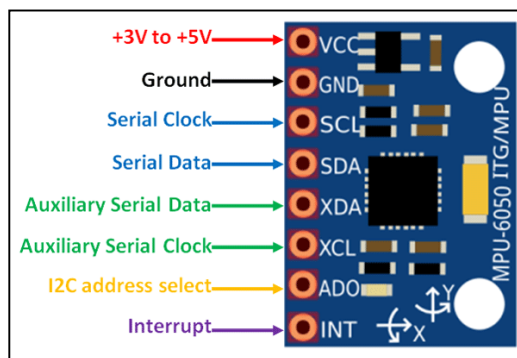 +3V to +5V
VCC
Ground
GND
Serial Clock
SCL
Serial Data
SDA
Auxiliary Serial Data
XDA
Auxiliary Serial Clock
XCL
I2C address select
ADO
Interrupt
INT
X
Y
MPU-6050 ITG/MPU